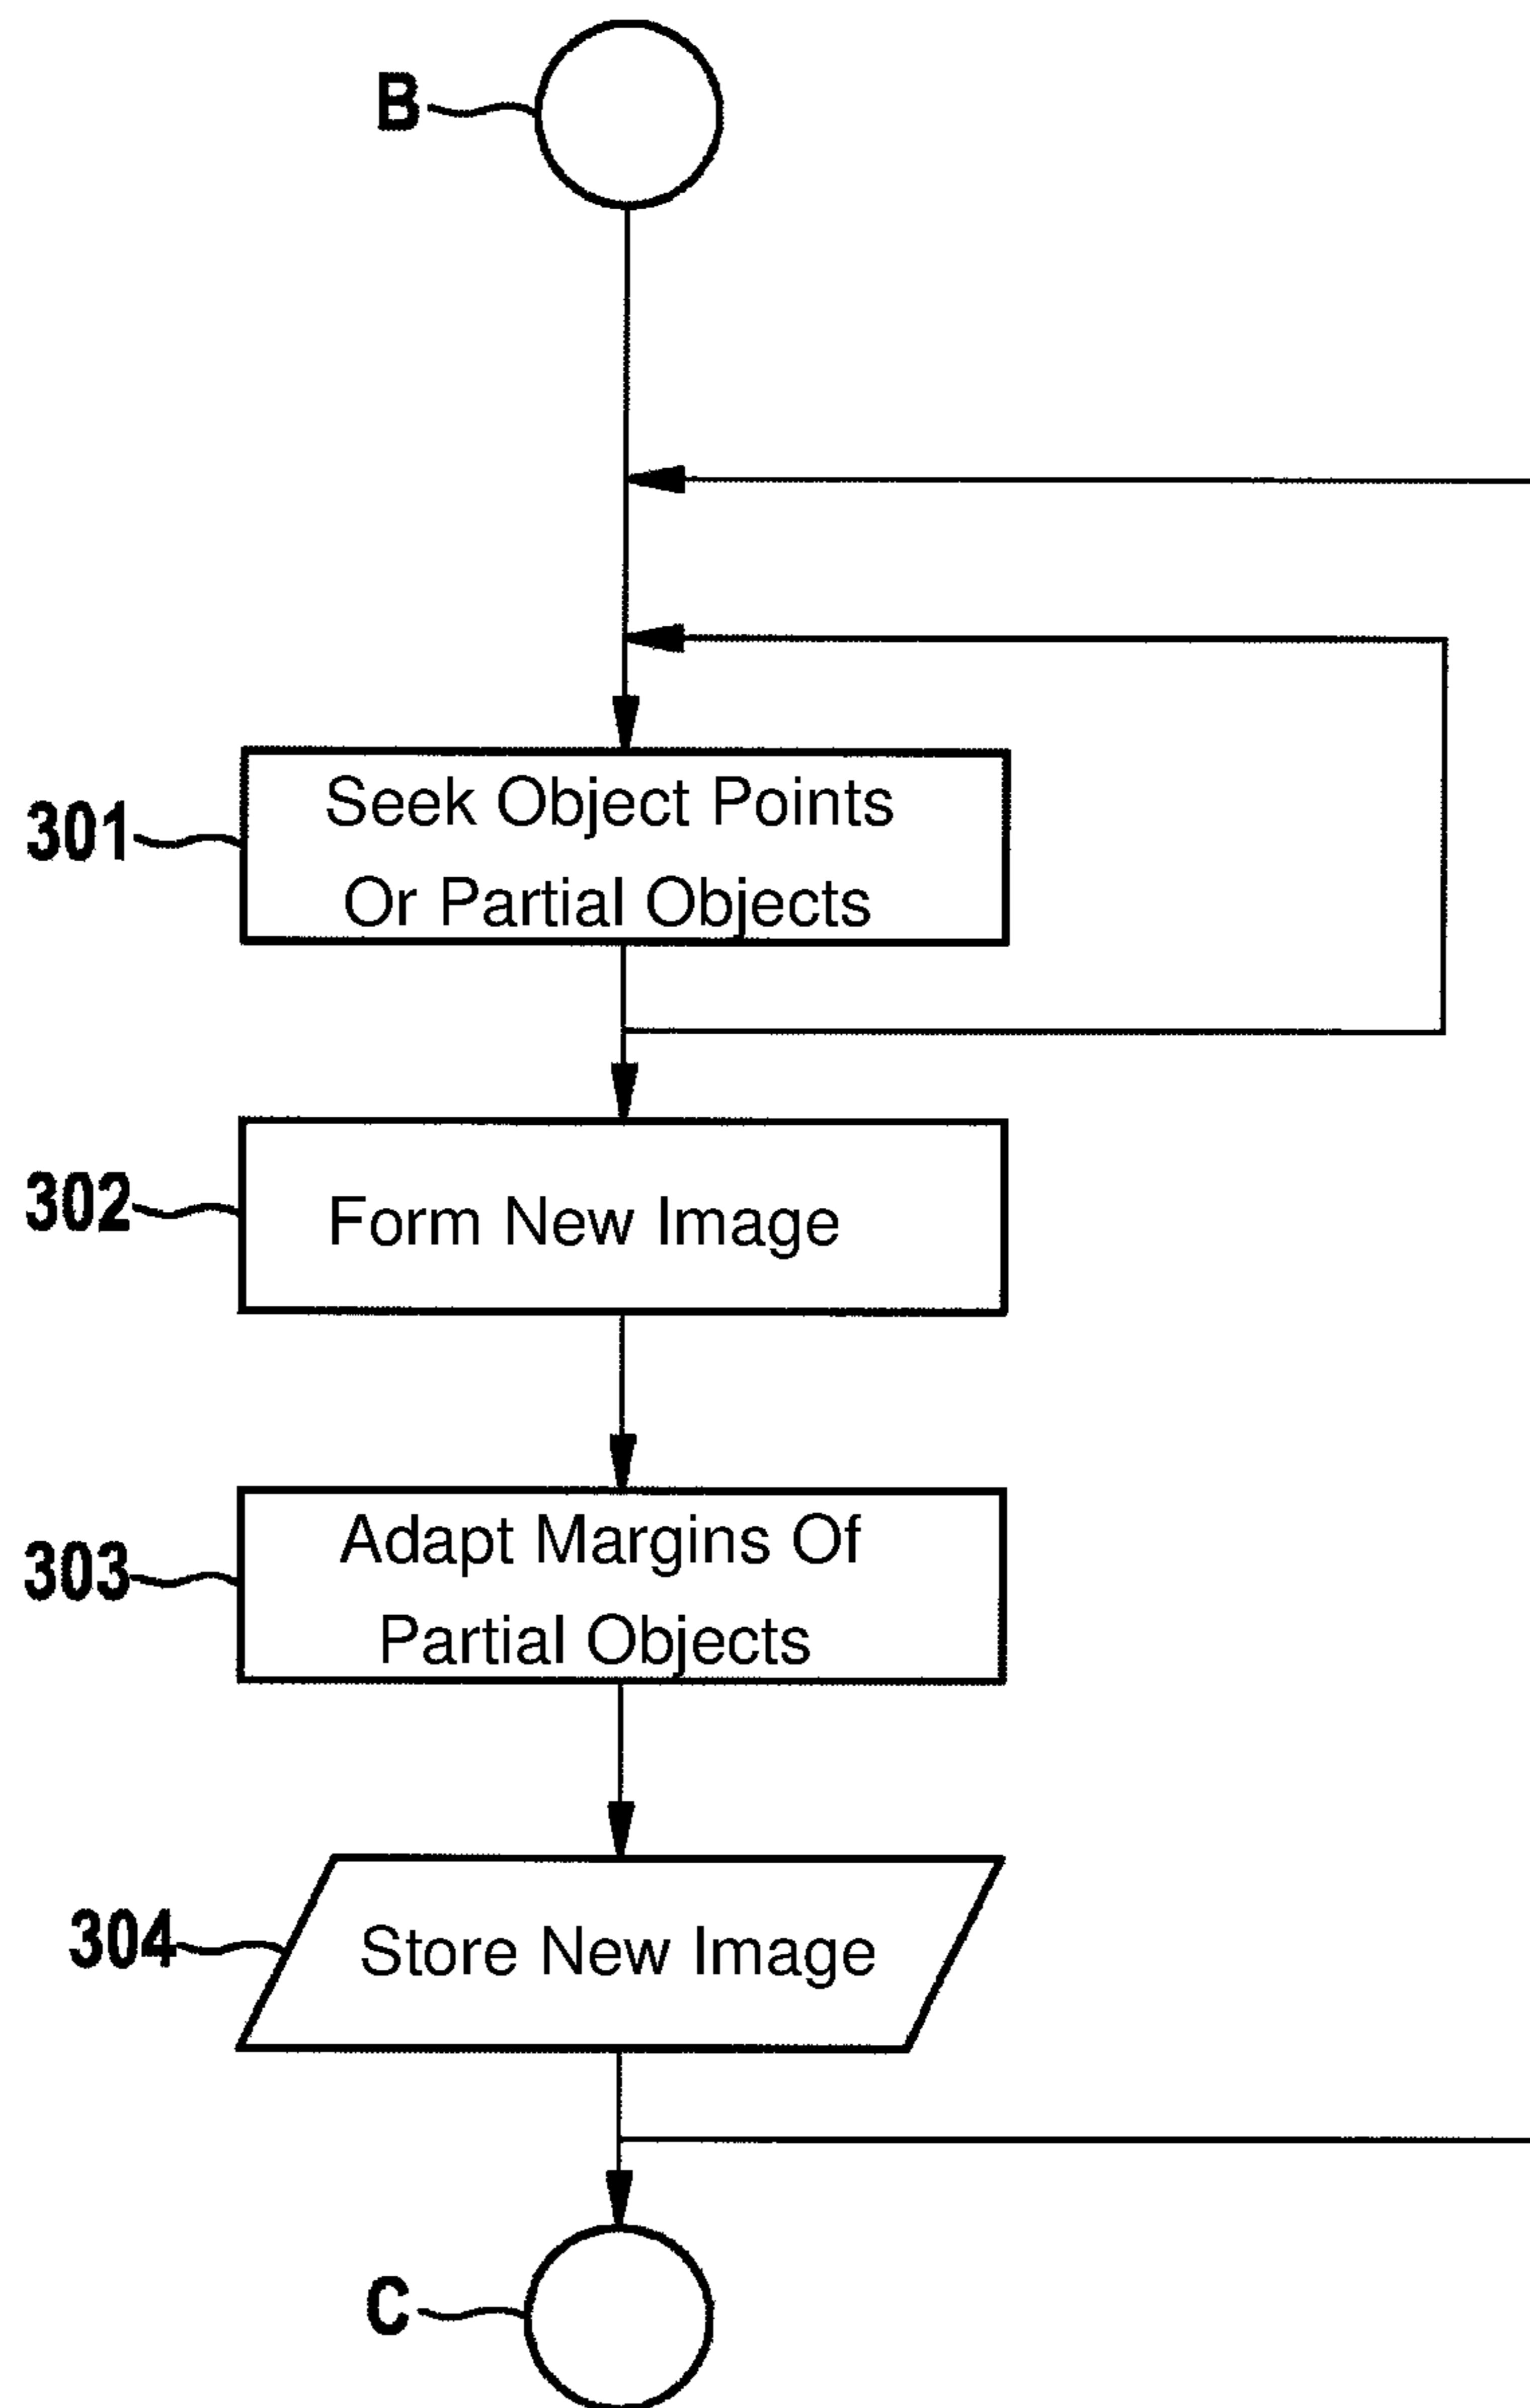 B
301
Seek Object Points
Or Partial Objects
302
Form New Image
303
Adapt Margins Of
Partial Objects
304
Store New Image
C